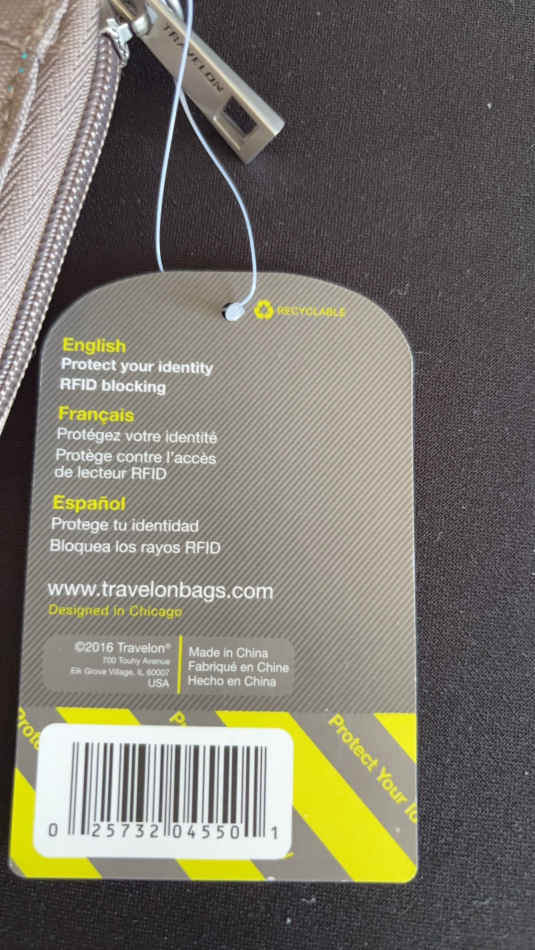 TRAVELON
RECYCLABLE
English
Protect your identity
RFID blocking
Français
Protégez votre identité
Protège contre l'accès
de lecteur RFID
Español
Protege tu identidad
Bloquea los rayos RFID
www.travelonbags.com
Designed in Chicago
©2016 Travelon®
700 Touhy Avenue
Elk Grove Village, IL 60007
USA
Made in China
Fabriqué en Chine
Hecho en China
Protect Your
0 25732 04550 1